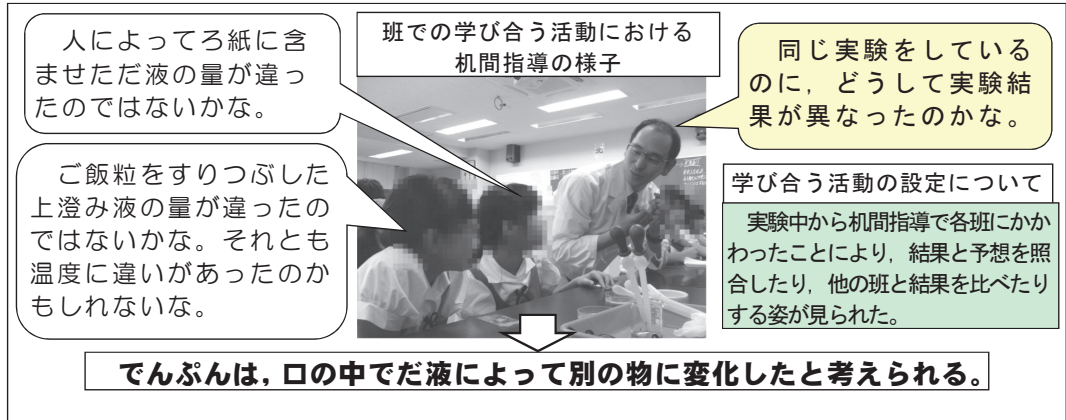 人によってろ紙に含
ませただ液の量が違っ
たのではないかな。
ご飯粒をすりつぶした
上澄み液の量が違ったの
ではないかな。それとも
温度に違いがあったのか
もしれないな。
班での学び合う活動における
机間指導の様子
同じ実験をしている
のに，どうして実験結
果が異なったのかな。
学び合う活動の設定について
実験中から机間指導で各班にかか
わったことにより，結果と予想を照
合したり，他の班と結果を比べたり
する姿が見られた。
でんぷんは，口の中でだ液によって別の物に変化したと考えられる。